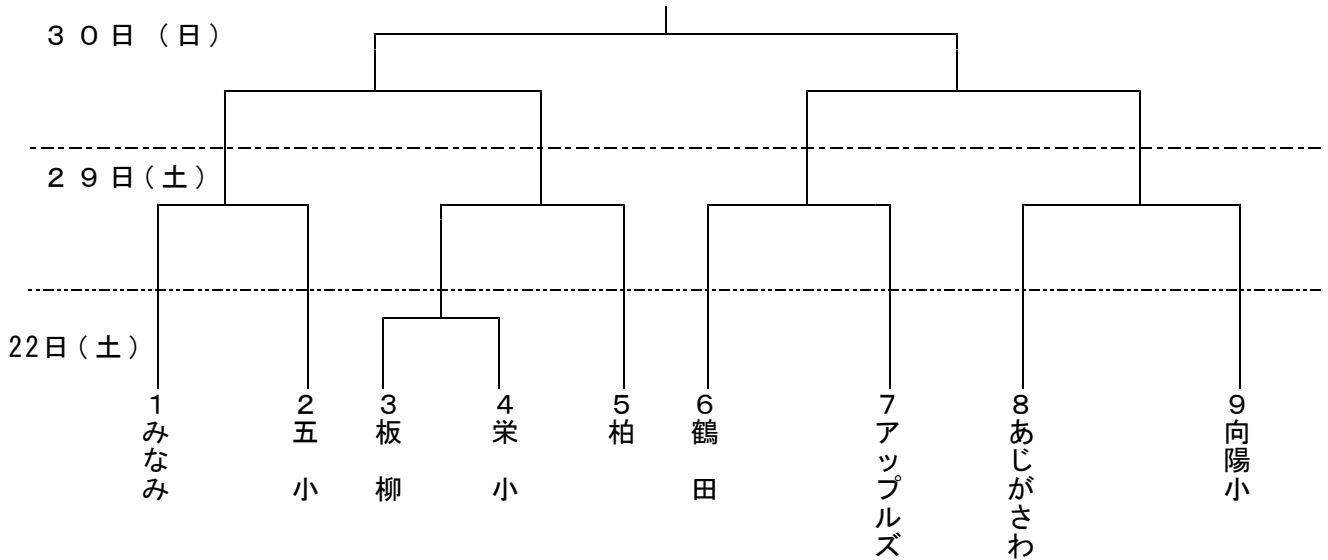 ３０日（日）
２９日（土）
22日（土）
１みなみ
２五　小
３板　柳
４栄　小
５柏
６鶴　田
７アップルズ
８あじがさわ
９向陽小